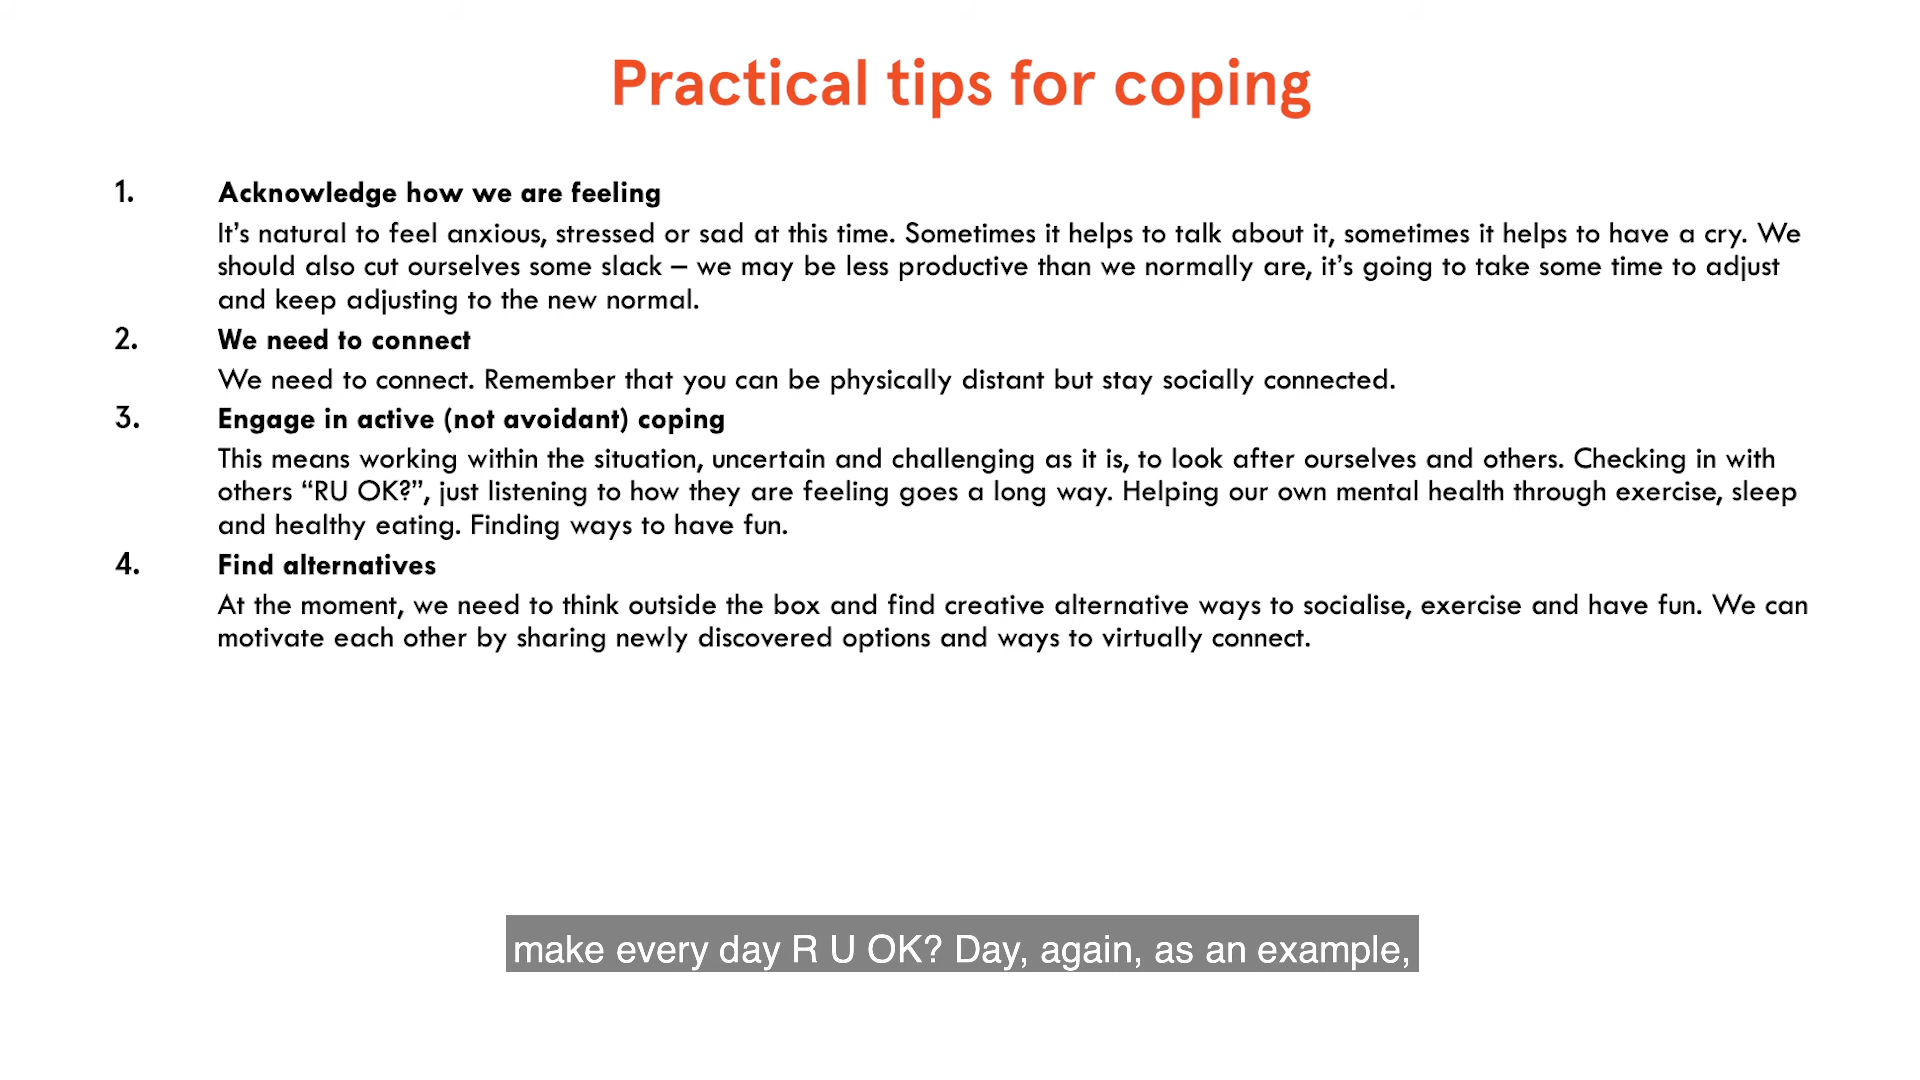 Practical tips for coping
1. Acknowledge how we are feeling
It’s natural to feel anxious, stressed or sad at this time. Sometimes it helps to talk about it, sometimes it helps to have a cry. We
should also cut ourselves some slack – we may be less productive than we normally are, it’s going to take some time to adjust
and keep adjusting to the new normal.
2. We need to connect
We need to connect. Remember that you can be physically distant but stay socially connected.
3. Engage in active (not avoidant) coping
This means working within the situation, uncertain and challenging as it is, to look after ourselves and others. Checking in with
others “RU OK?”, just listening to how they are feeling goes a long way. Helping our own mental health through exercise, sleep
and healthy eating. Finding ways to have fun.
4. Find alternatives
At the moment, we need to think outside the box and find creative alternative ways to socialise, exercise and have fun. We can
motivate each other by sharing newly discovered options and ways to virtually connect.
make every day R U OK? Day, again, as an example,